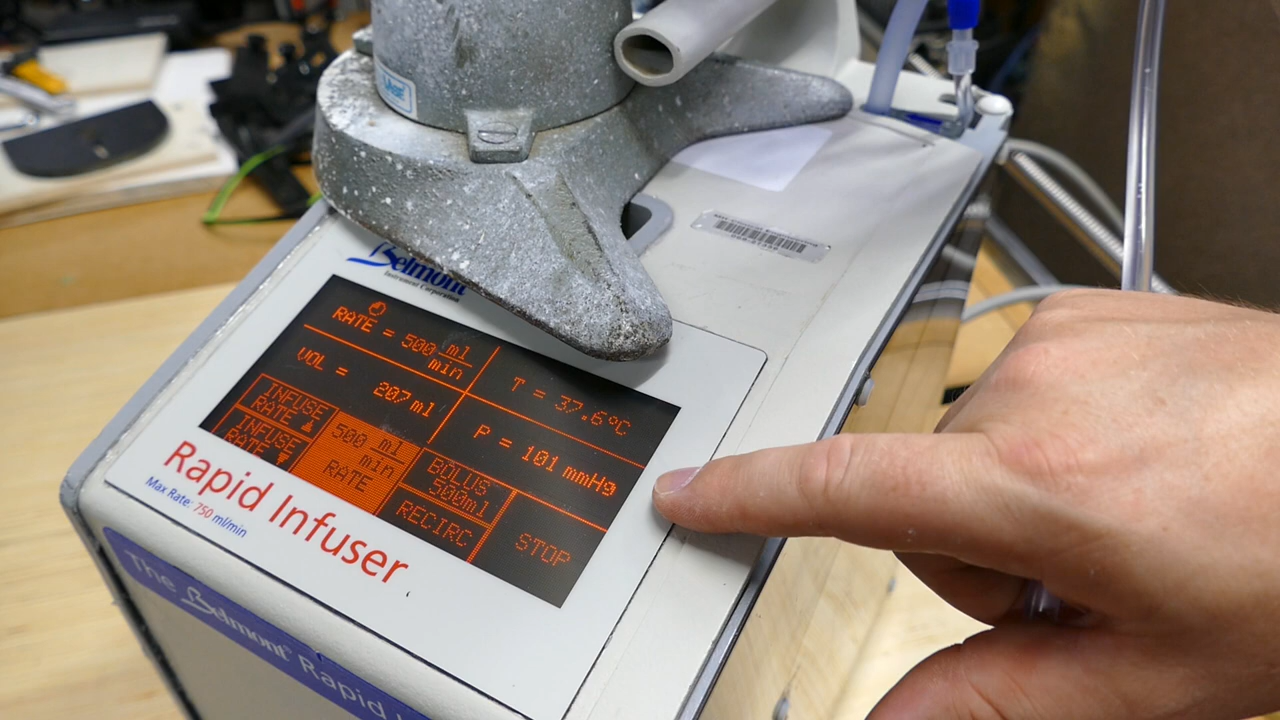 Belmont
Instrument Corporation
RATE = 500 ml
min
T = 37.6°C
VOL = 207 ml
P = 101 mmHg
INFUSE
RATE
INFUSE
RATE
500 ml
min
RATE
BOLUS
500ml
RECIRC
STOP
Rapid Infuser
Max Rate: 750 ml/min
The Belmont® Rapid